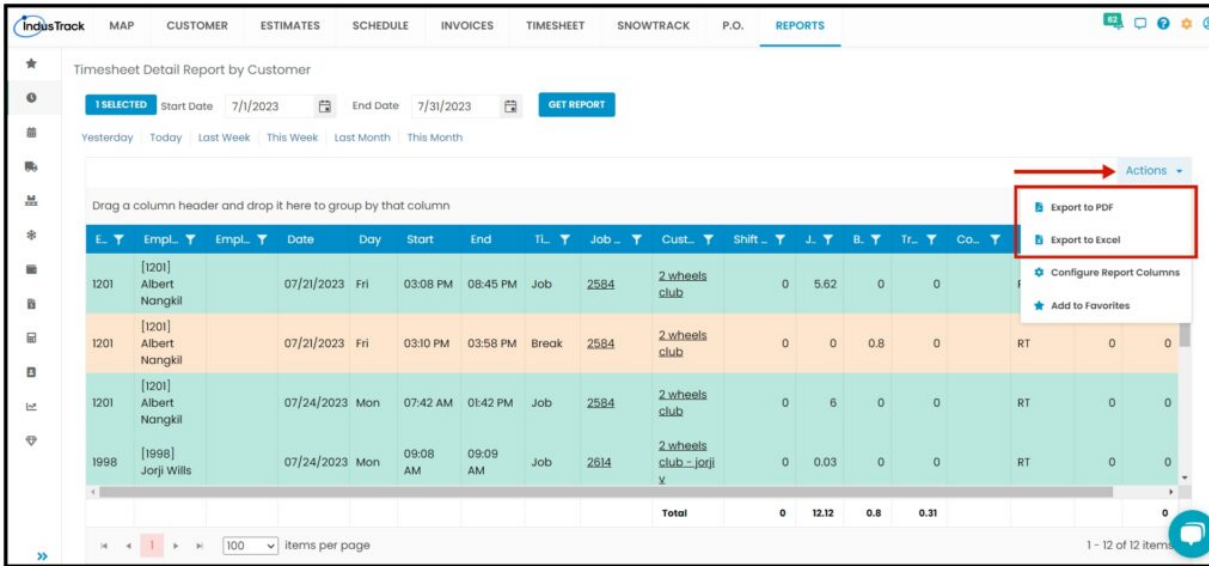 IndusTrack MAP CUSTOMER ESTIMATES SCHEDULE INVOICES TIMESHEET SNOWTRACK P.O. REPORTS 62
Timesheet Detail Report by Customer
1 SELECTED Start Date 7/1/2023 End Date 7/31/2023 GET REPORT
Yesterday Today Last Week This Week Last Month This Month
Actions
Drag a column header and drop it here to group by that column
Export to PDF
Export to Excel
Configure Report Columns
Add to Favorites
E... Empl... Empl... Date Day Start End Ti... Job ... Cust... Shift ... J... B... Tr... Co...
[1201]
1201 Albert 07/21/2023 Fri 03:08 PM 08:45 PM Job 2584 2 wheels 0 5.62 0 0
Nangkil club
[1201]
1201 Albert 07/21/2023 Fri 03:10 PM 03:58 PM Break 2584 2 wheels 0 0 0.8 0 RT 0 0
Nangkil club
[1201]
1201 Albert 07/24/2023 Mon 07:42 AM 01:42 PM Job 2584 2 wheels 0 6 0 0 RT 0 0
Nangkil club
1998 [1998] 07/24/2023 Mon 09:08 09:09 Job 2614 2 wheels 0 0.03 0 0 RT 0 0
Jorji Wills AM AM club - jorji
v
Total 0 12.12 0.8 0.31 0
1 100 items per page 1 - 12 of 12 items